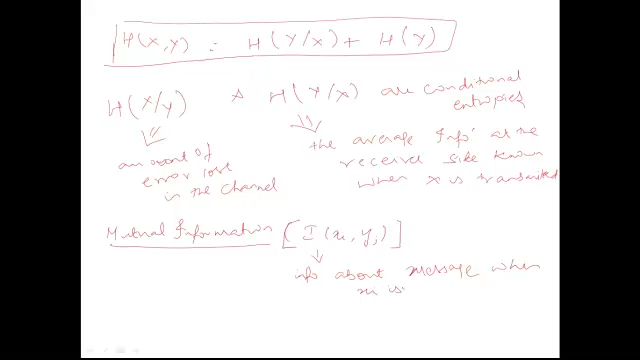 H(X,Y) = H(Y/X) + H(Y)
H(X/Y) & H(Y/X) are conditional entropies
amount of error lost in the channel
the average info' at the receiver side known when x is transmitted
Mutual Information [I(xi, yj)]
info about message when
xi is